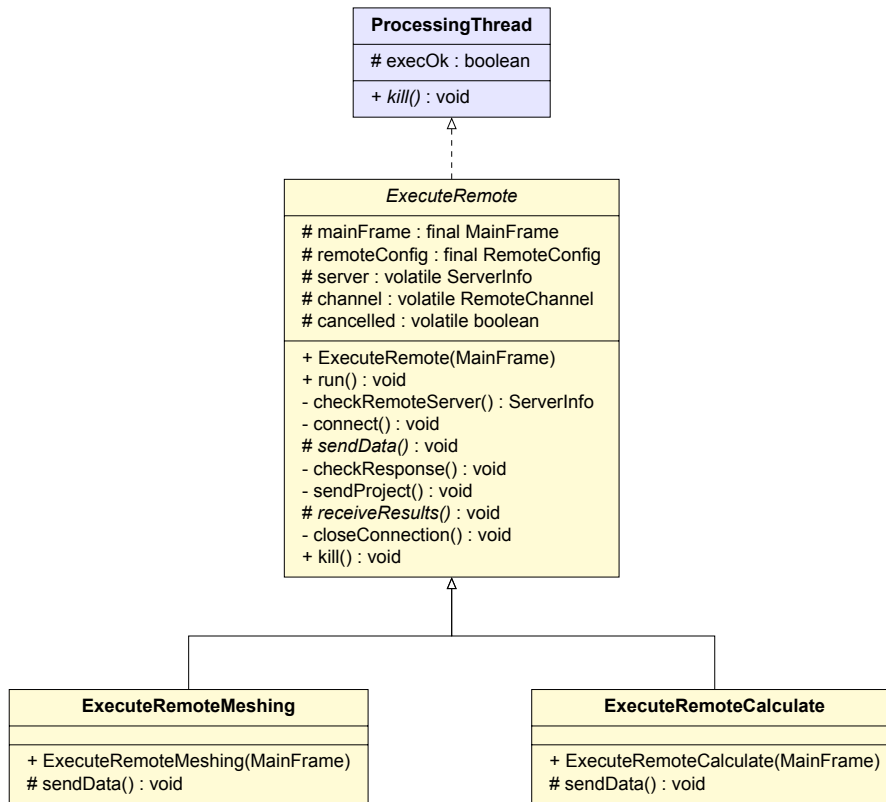 ProcessingThread
# execOk : boolean
+ kill() : void
ExecuteRemote
# mainFrame : final MainFrame
# remoteConfig : final RemoteConfig
# server : volatile ServerInfo
# channel : volatile RemoteChannel
# cancelled : volatile boolean
+ ExecuteRemote(MainFrame)
+ run() : void
- checkRemoteServer() : ServerInfo
- connect() : void
# sendData() : void
- checkResponse() : void
- sendProject() : void
# receiveResults() : void
- closeConnection() : void
+ kill() : void
ExecuteRemoteMeshing
+ ExecuteRemoteMeshing(MainFrame)
# sendData() : void
ExecuteRemoteCalculate
+ ExecuteRemoteCalculate(MainFrame)
# sendData() : void